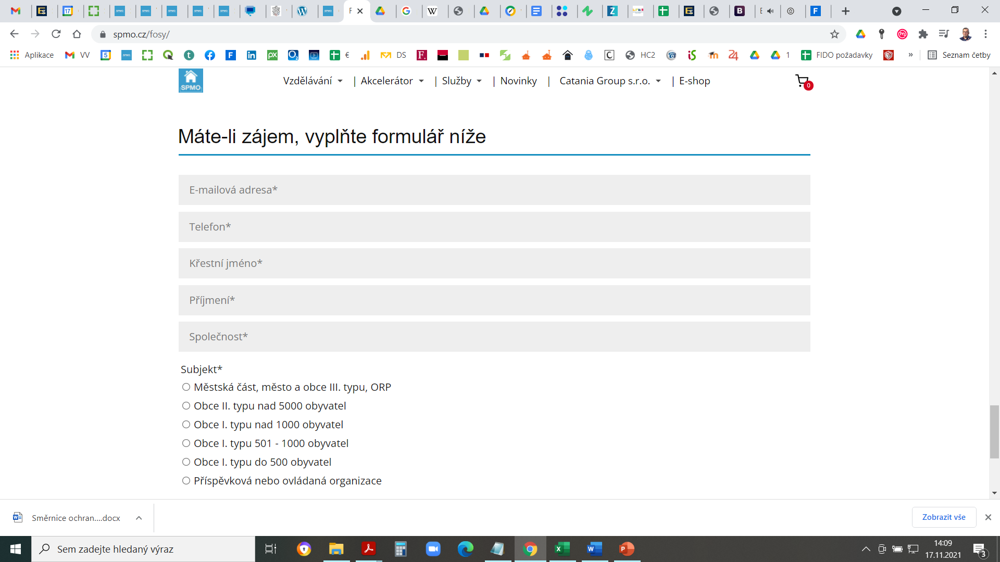 F
E
spmo.cz/fosy/
Aplikace
VV
€
DS
HC2
24
1
FIDO požadavky
»
Seznam četby
SPMO
Vzdělávání | Akcelerátor | Služby | Novinky | Catania Group s.r.o. | E-shop
0
Máte-li zájem, vyplňte formulář níže
E-mailová adresa*
Telefon*
Křestní jméno*
Příjmení*
Společnost*
Subjekt*
Městská část, město a obce III. typu, ORP
Obce II. typu nad 5000 obyvatel
Obce I. typu nad 1000 obyvatel
Obce I. typu 501 - 1000 obyvatel
Obce I. typu do 500 obyvatel
Příspěvková nebo ovládaná organizace
Směrnice ochran....docx
Zobrazit vše
Sem zadejte hledaný výraz
14:09
17.11.2021
3